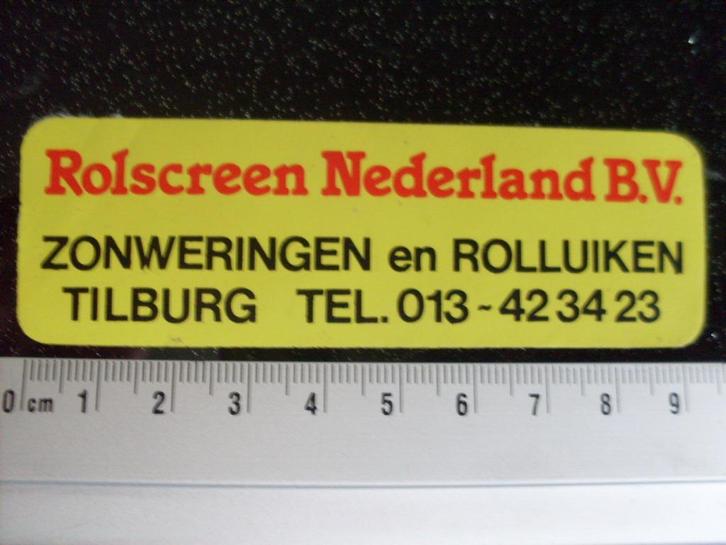 Rolscreen Nederland B.V.
ZONWERINGEN en ROLLUIKEN
TILBURG TEL. 013 - 42 34 23
0 cm 1 2 3 4 5 6 7 8 9